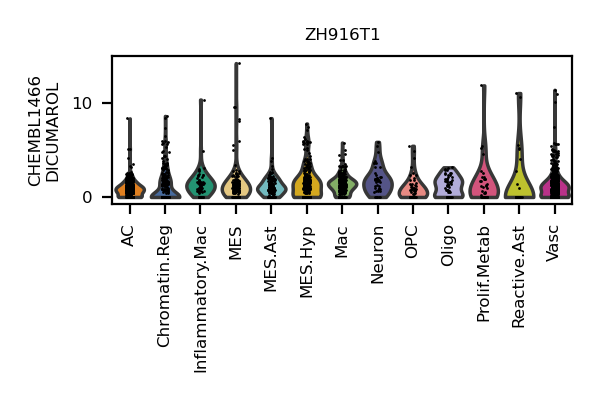 ZH916T1
CHEMBL1466
DICUMAROL
10
0
AC
Chromatin.Reg
Inflammatory.Mac
MES
MES.Ast
MES.Hyp
Mac
Neuron
OPC
Oligo
Prolif.Metab
Reactive.Ast
Vasc